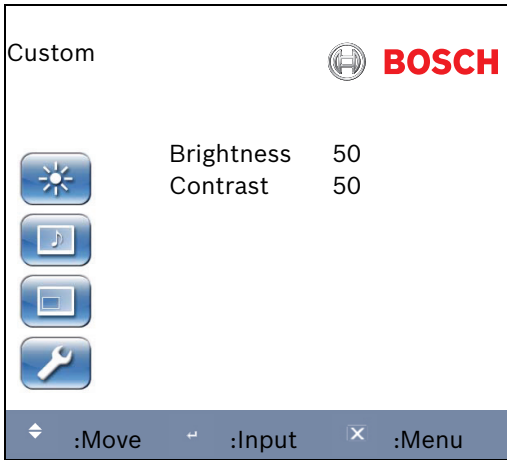 Custom
BOSCH
Brightness 50
Contrast 50
:Move :Input :Menu